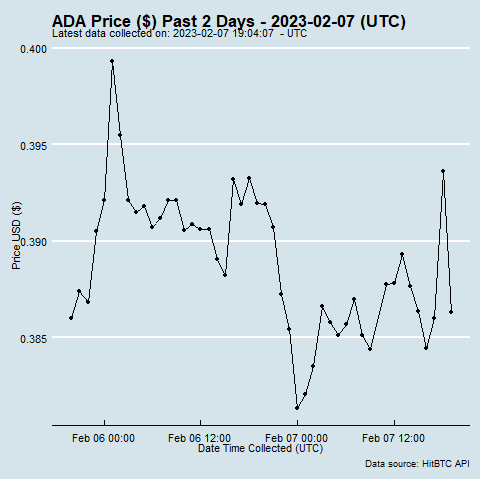 ADA Price ($) Past 2 Days - 2023-02-07 (UTC)
Latest data collected on: 2023-02-07 19:04:07 - UTC
0.400
0.395
0.390
0.385
Price USD ($)
Feb 06 00:00 Feb 06 12:00 Feb 07 00:00 Feb 07 12:00
Date Time Collected (UTC)
Data source: HitBTC API